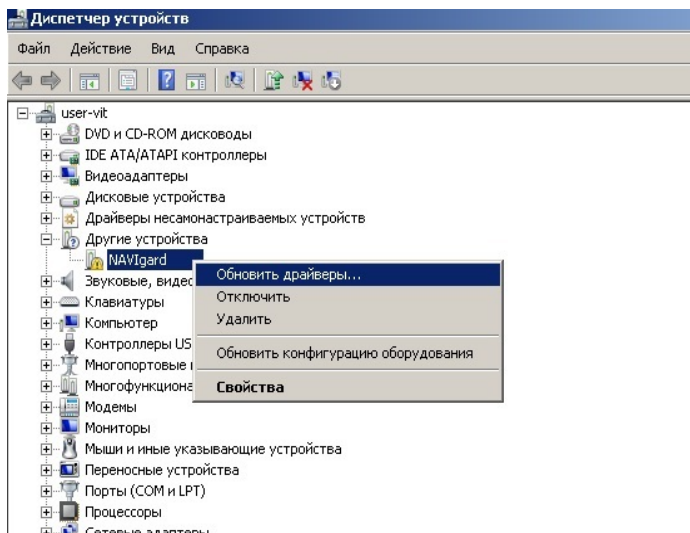 Диспетчер устройств
Файл Действие Вид Справка
user-vit
DVD и CD-ROM дисководы
IDE ATA/ATAPI контроллеры
Видеоадаптеры
Дисковые устройства
Драйверы несамонастраиваемых устройств
Другие устройства
NAVIgard
Звуковые, видео
Клавиатуры
Компьютер
Контроллеры US
Многопортовые
Многофункциона
Модемы
Мониторы
Мыши и иные указывающие устройства
Переносные устройства
Порты (COM и LPT)
Процессоры
Сетевые адаптеры
Обновить драйверы...
Отключить
Удалить
Обновить конфигурацию оборудования
Свойства